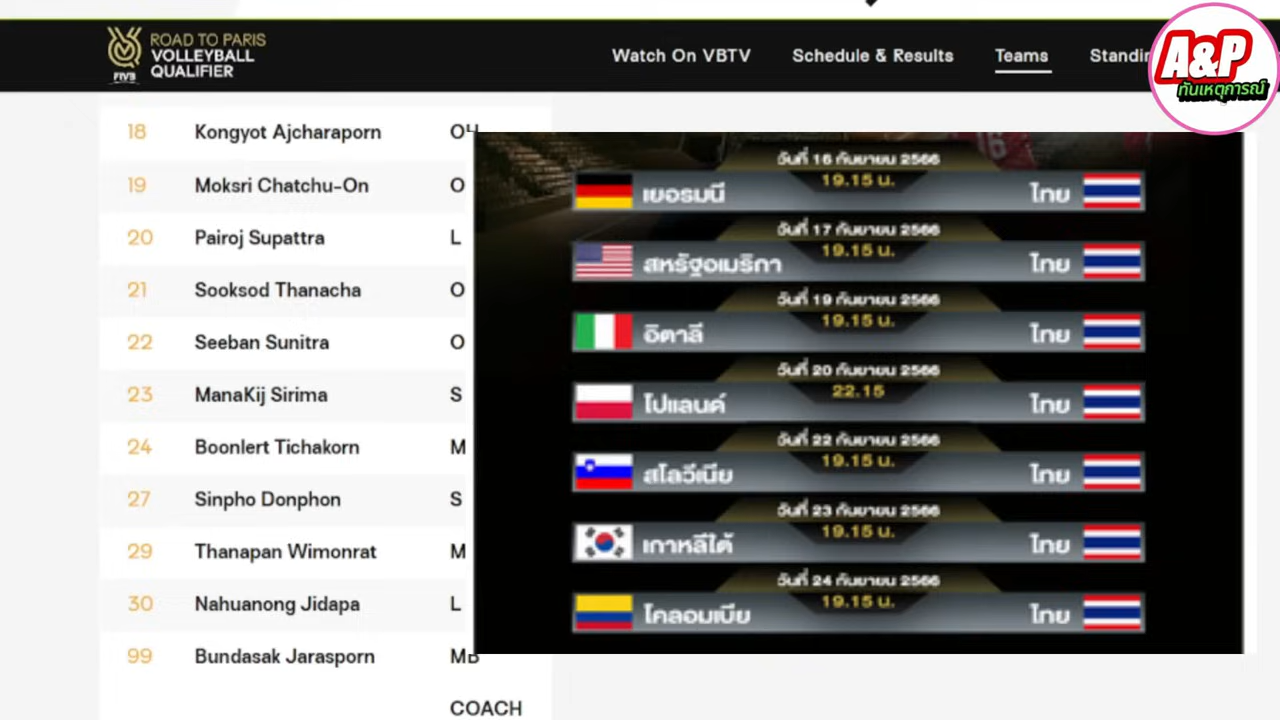 ROAD TO PARIS
VOLLEYBALL
QUALIFIER
FIVB
Watch On VBTV
Schedule & Results
Teams
Standin
A&P
ทันเหตุการณ์
18 Kongyot Ajcharaporn OH
19 Moksri Chatchu-On O
20 Pairoj Supattra L
21 Sooksod Thanacha O
22 Seeban Sunitra O
23 ManaKij Sirima S
24 Boonlert Tichakorn M
27 Sinpho Donphon S
29 Thanapan Wimonrat M
30 Nahuanong Jidapa L
99 Bundasak Jarasporn MB
COACH
วันที่ 16 กันยายน 2566
19.15 น.
เยอรมนี ไทย
วันที่ 17 กันยายน 2566
19.15 น.
สหรัฐอเมริกา ไทย
วันที่ 19 กันยายน 2566
19.15 น.
อิตาลี ไทย
วันที่ 20 กันยายน 2566
22.15
โปแลนด์ ไทย
วันที่ 22 กันยายน 2566
19.15 น.
สโลวีเนีย ไทย
วันที่ 23 กันยายน 2566
19.15 น.
เกาหลีใต้ ไทย
วันที่ 24 กันยายน 2566
19.15 น.
โคลอมเบีย ไทย